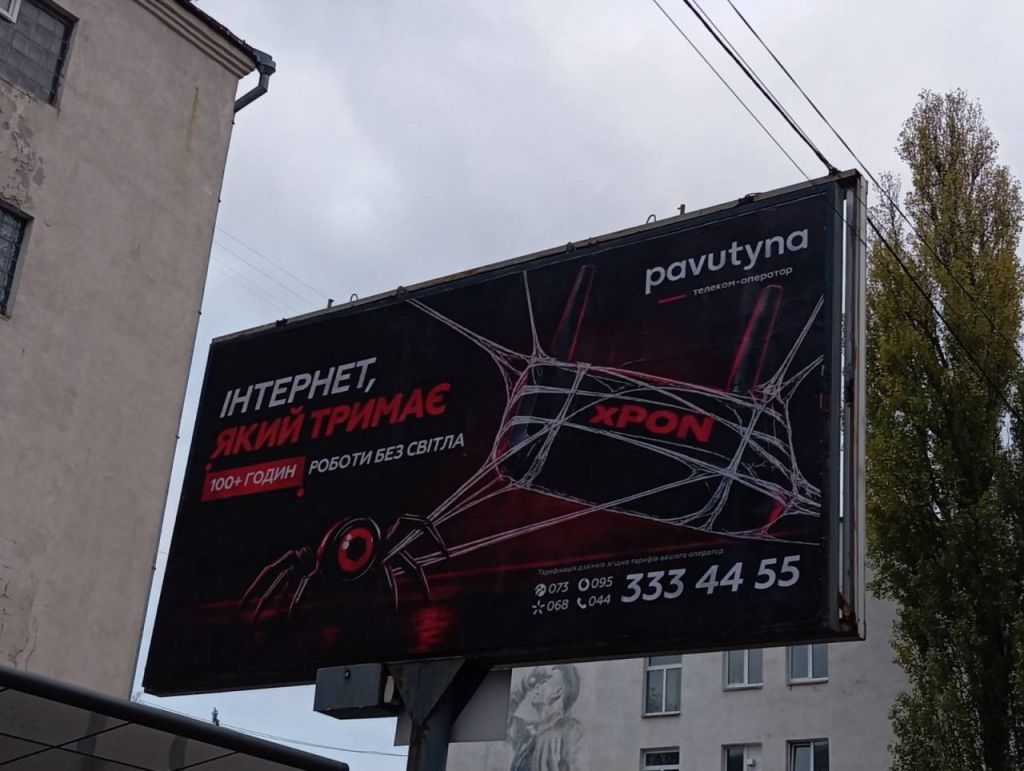 pavutyna
телеком-оператор
ІНТЕРНЕТ,
ЯКИЙ ТРИМАЄ
100+ ГОДИН РОБОТИ БЕЗ СВІТЛА
xPON
Тарифікація дзвінків згідно тарифів вашого оператора
073 095
068 044
333 44 55